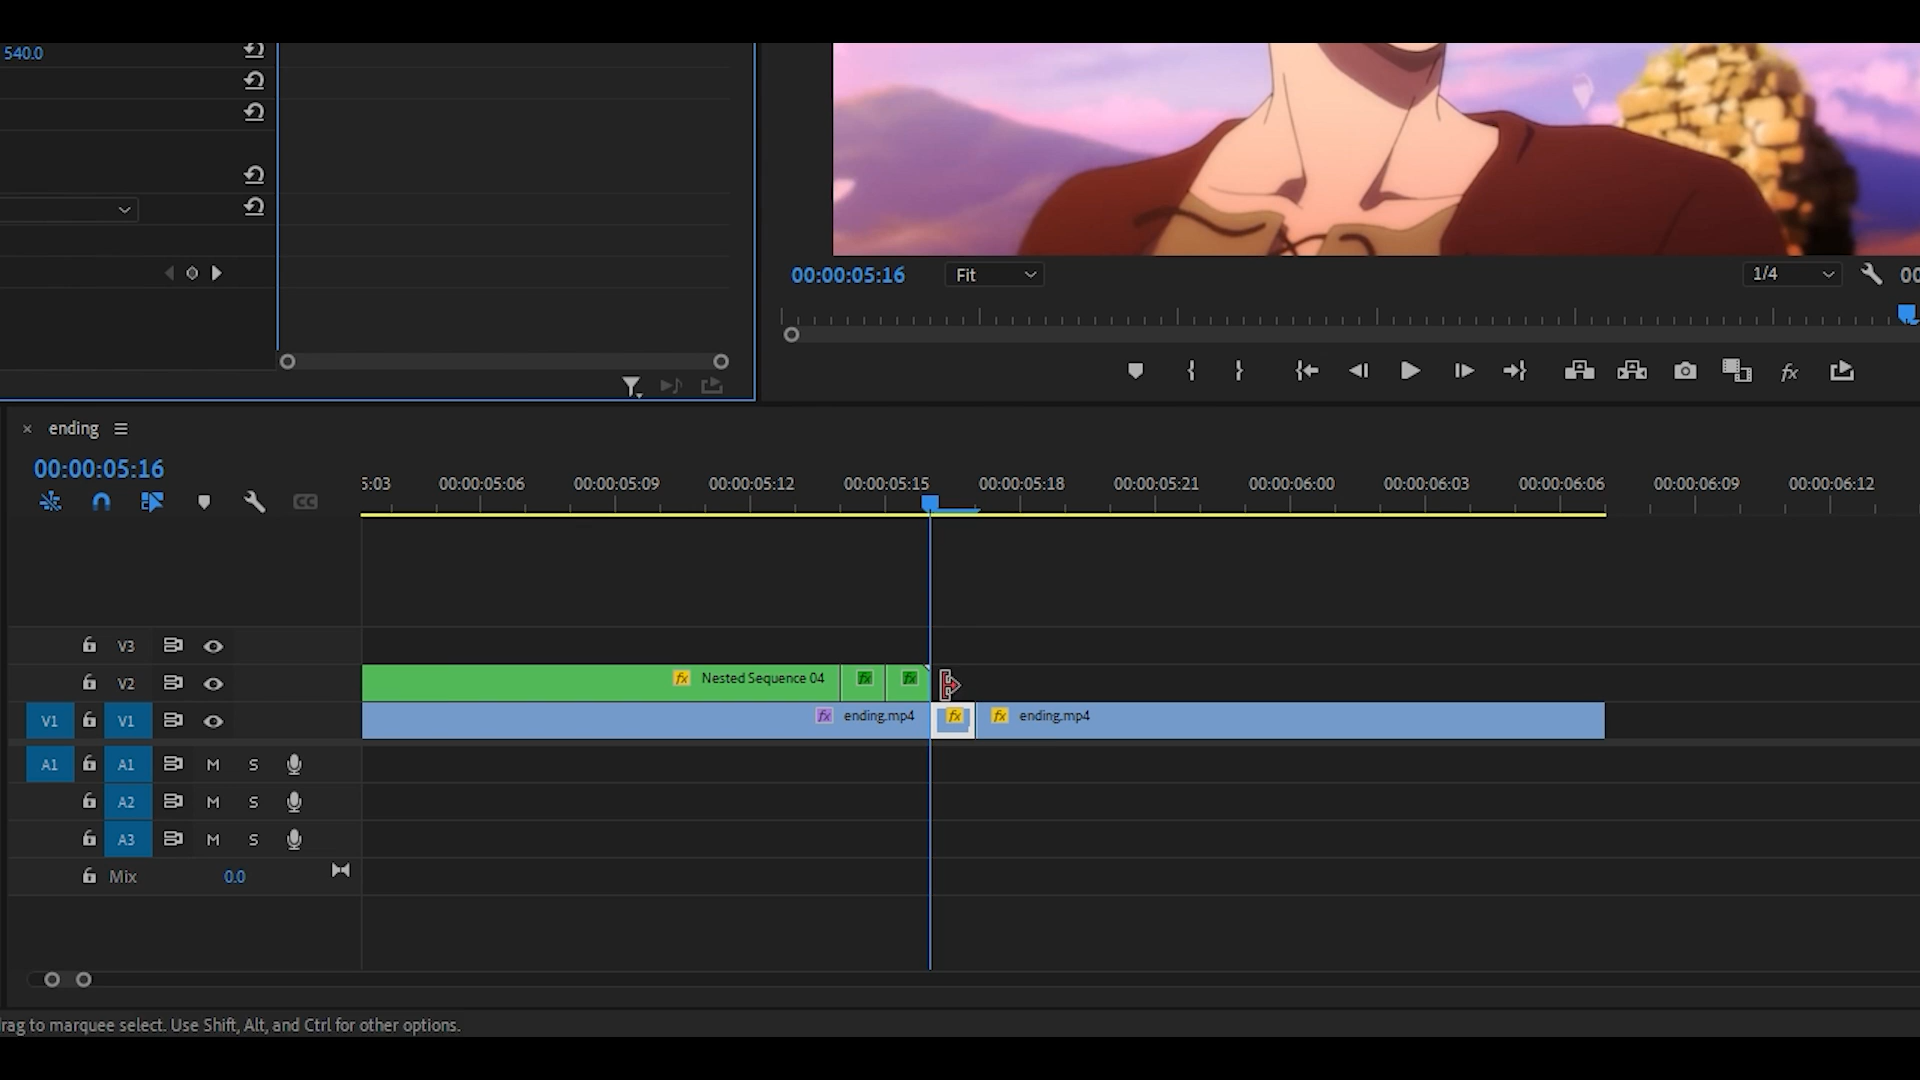 540.0
00:00:05:16
Fit
1/4
00
fx
× ending
00:00:05:16
CC
5:03 00:00:05:06 00:00:05:09 00:00:05:12 00:00:05:15 00:00:05:18 00:00:05:21 00:00:06:00 00:00:06:03 00:00:06:06 00:00:06:09 00:00:06:12
V3
V2
fx Nested Sequence 04 fx fx
V1 V1
fx ending.mp4 fx fx ending.mp4
A1 A1 M S
A2 M S
A3 M S
Mix 0.0
rag to marquee select. Use Shift, Alt, and Ctrl for other options.